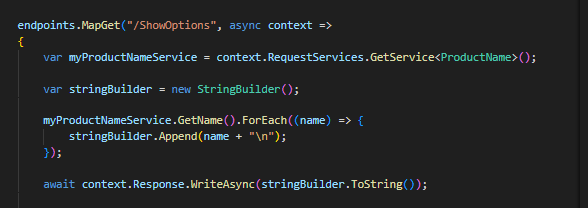 endpoints.MapGet("/ShowOptions", async context =>
{
var myProductNameService = context.RequestServices.GetService<ProductName>();
var stringBuilder = new StringBuilder();
myProductNameService.GetName().ForEach((name) => {
stringBuilder.Append(name + "\n");
});
await context.Response.WriteAsync(stringBuilder.ToString());